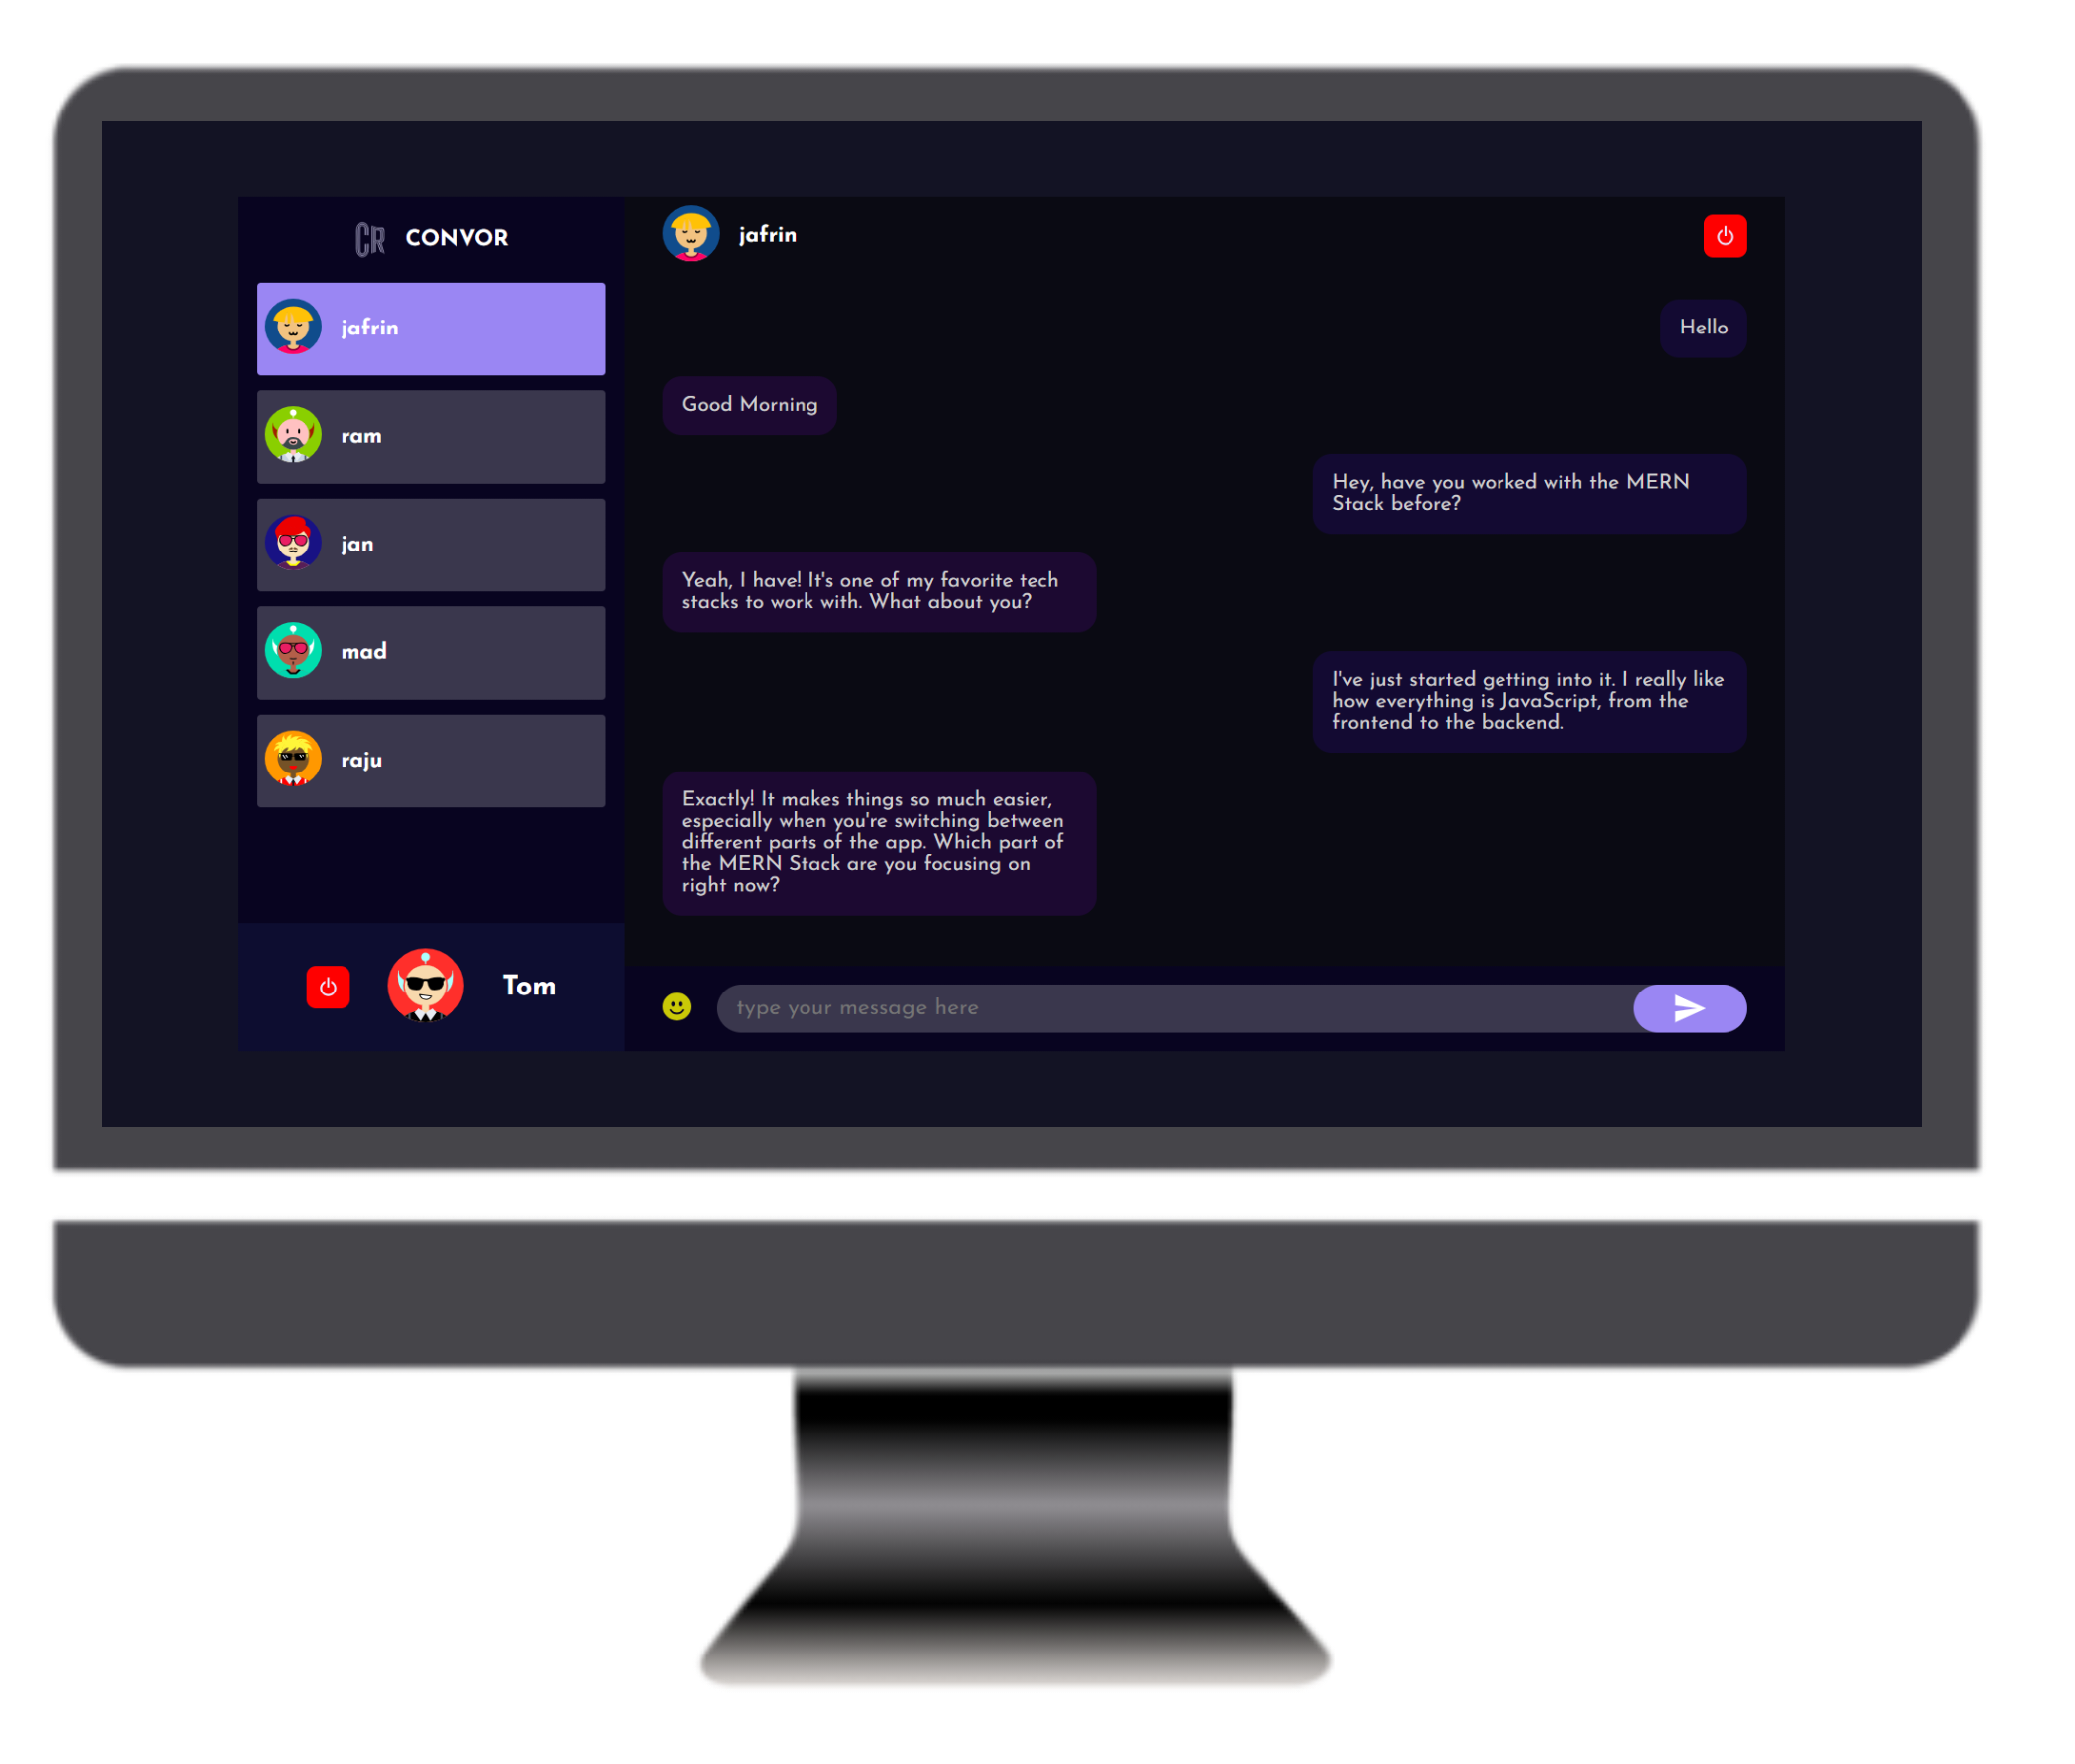 CR CONVOR
jafrin
ram
jan
mad
raju
Tom
jafrin
Hello
Good Morning
Hey, have you worked with the MERN
Stack before?
Yeah, I have! It's one of my favorite tech
stacks to work with. What about you?
I've just started getting into it. I really like
how everything is JavaScript, from the
frontend to the backend.
Exactly! It makes things so much easier,
especially when you're switching between
different parts of the app. Which part of
the MERN Stack are you focusing on
right now?
type your message here